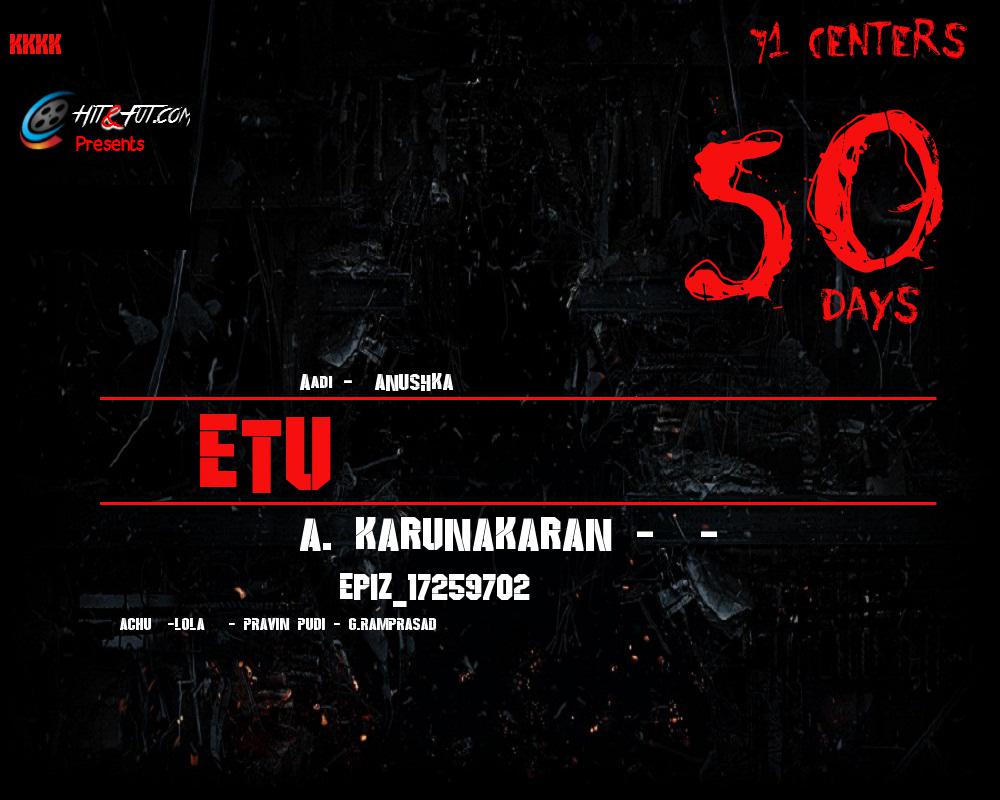 KKKK
71 CENTERS
HIT&FUT.COM
Presents
50
DAYS
AADI - ANUSHKA
ETU
A. KARUNAKARAN - -
EPIZ_17259702
ACHU -LOLA - PRAVIN PUDI - G.RAMPRASAD